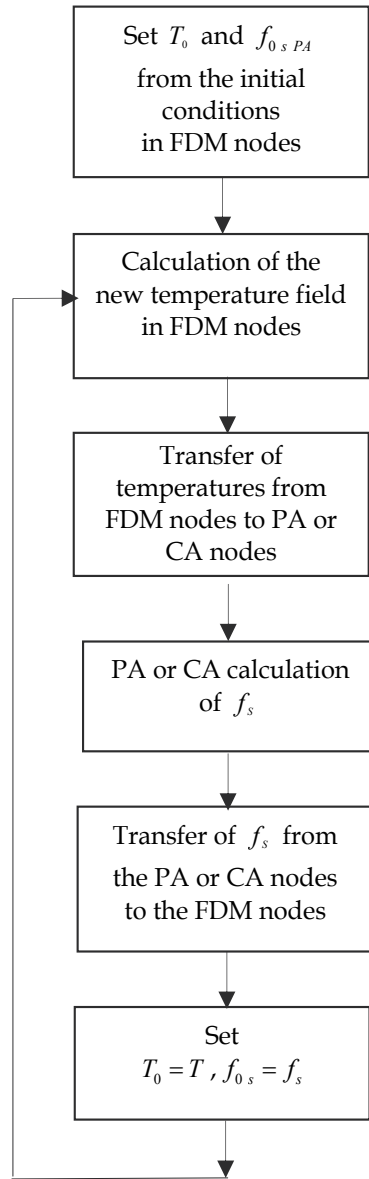 Set T₀ and f₀ s PA
from the initial
conditions
in FDM nodes
Calculation of the
new temperature field
in FDM nodes
Transfer of
temperatures from
FDM nodes to PA or
CA nodes
PA or CA calculation
of fₛ
Transfer of fₛ from
the PA or CA nodes
to the FDM nodes
Set
T₀ = T , f₀ ₛ = fₛ